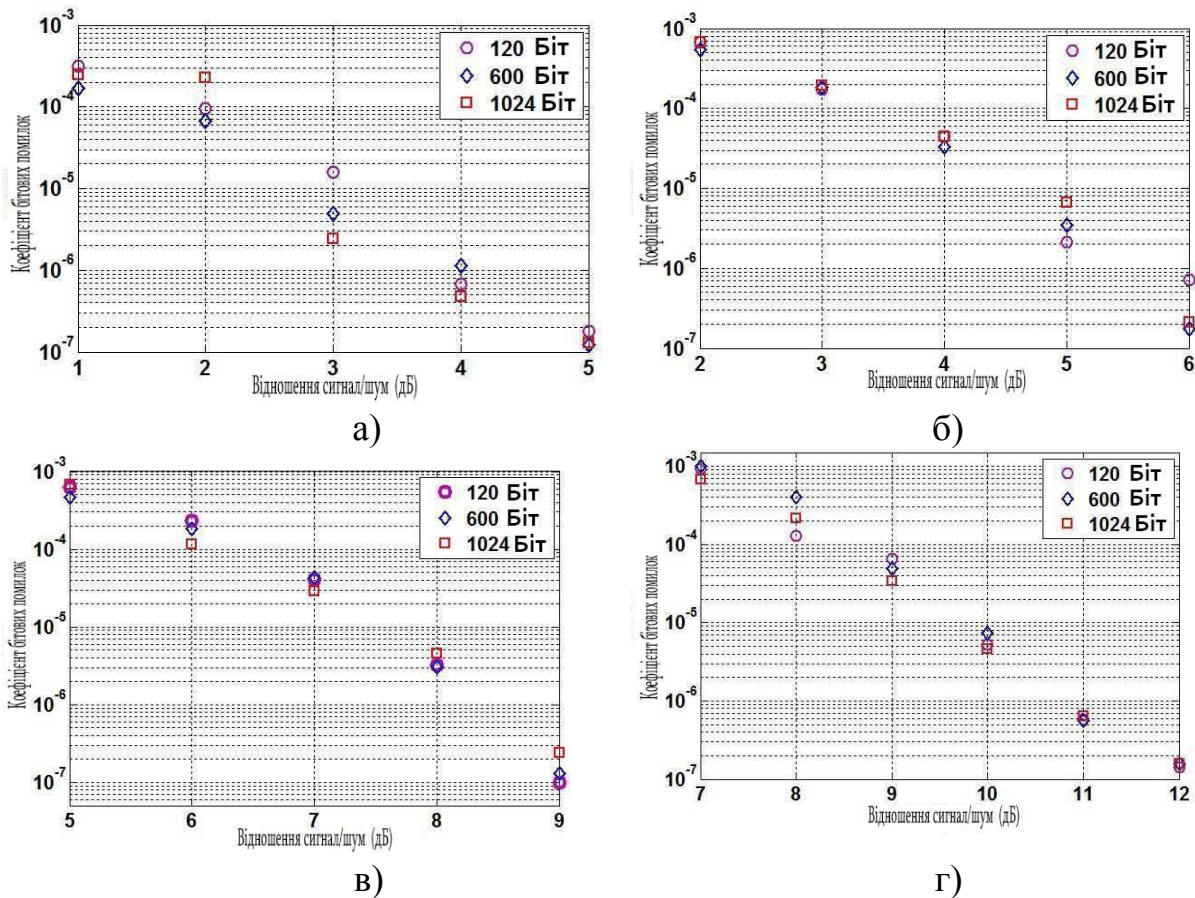 10-3
10-4
10-5
10-6
10-7
Коефіцієнт бітових помилок
120 Біт
600 Біт
1024 Біт
1 2 3 4 5
Відношення сигнал/шум (дБ)
а)
10-3
10-4
10-5
10-6
10-7
Коефіцієнт бітових помилок
120 Біт
600 Біт
1024 Біт
2 3 4 5 6
Відношення сигнал/шум (дБ)
б)
10-3
10-4
10-5
10-6
10-7
Коефіцієнт бітових помилок
120 Біт
600 Біт
1024 Біт
5 6 7 8 9
Відношення сигнал/шум (дБ)
в)
10-3
10-4
10-5
10-6
10-7
Коефіцієнт бітових помилок
120 Біт
600 Біт
1024 Біт
7 8 9 10 11 12
Відношення сигнал/шум (дБ)
г)